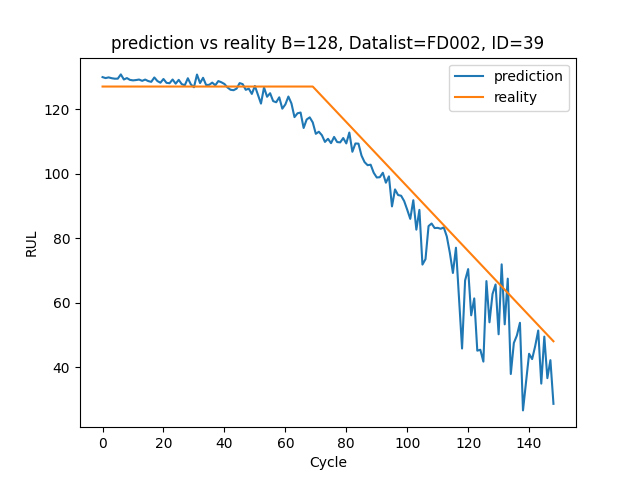 prediction vs reality B=128, Datalist=FD002, ID=39
prediction
reality
120
100
80
60
40
RUL
0 20 40 60 80 100 120 140
Cycle